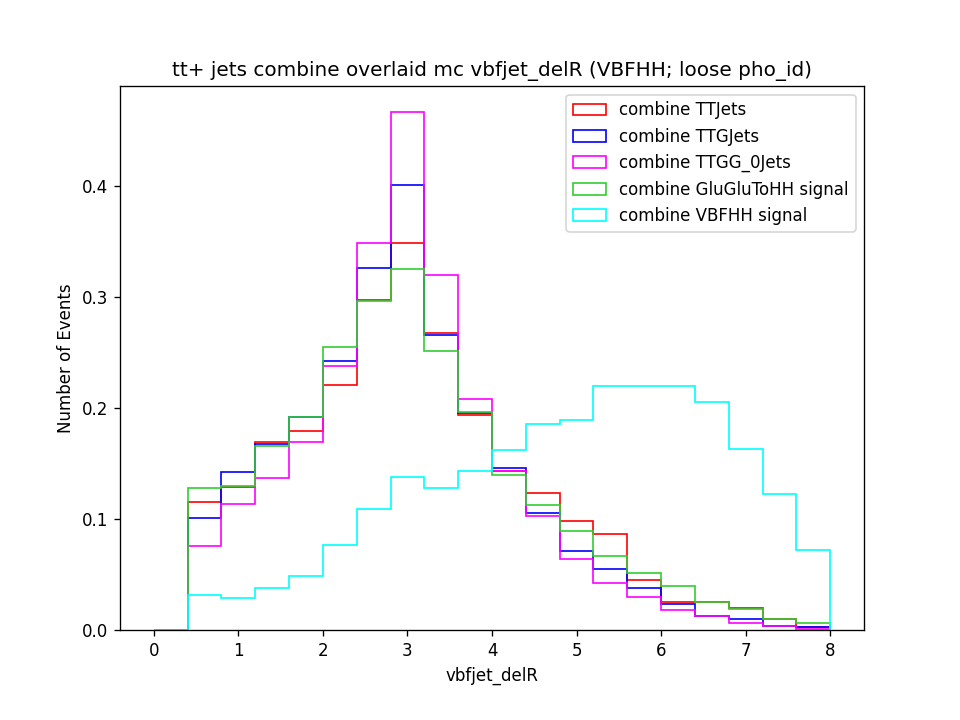 tt+ jets combine overlaid mc vbfjet_delR (VBFHH; loose pho_id)
combine TTJets
combine TTGJets
combine TTGG_0Jets
combine GluGluToHH signal
combine VBFHH signal
Number of Events
0.4
0.3
0.2
0.1
0.0
0 1 2 3 4 5 6 7 8
vbfjet_delR